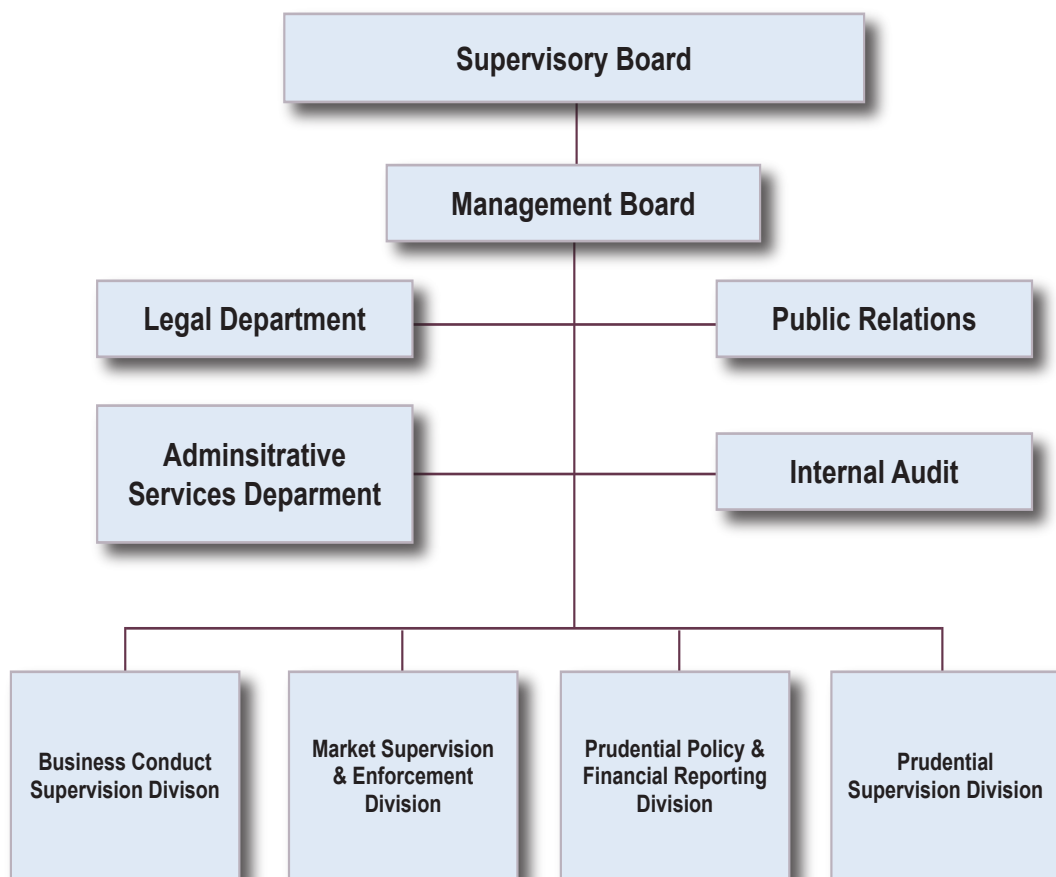 Supervisory Board
Management Board
Legal Department
Public Relations
Adminsitrative
Services Deparment
Internal Audit
Business Conduct
Supervision Divison
Market Supervision
& Enforcement
Division
Prudential Policy &
Financial Reporting
Division
Prudential
Supervision Division